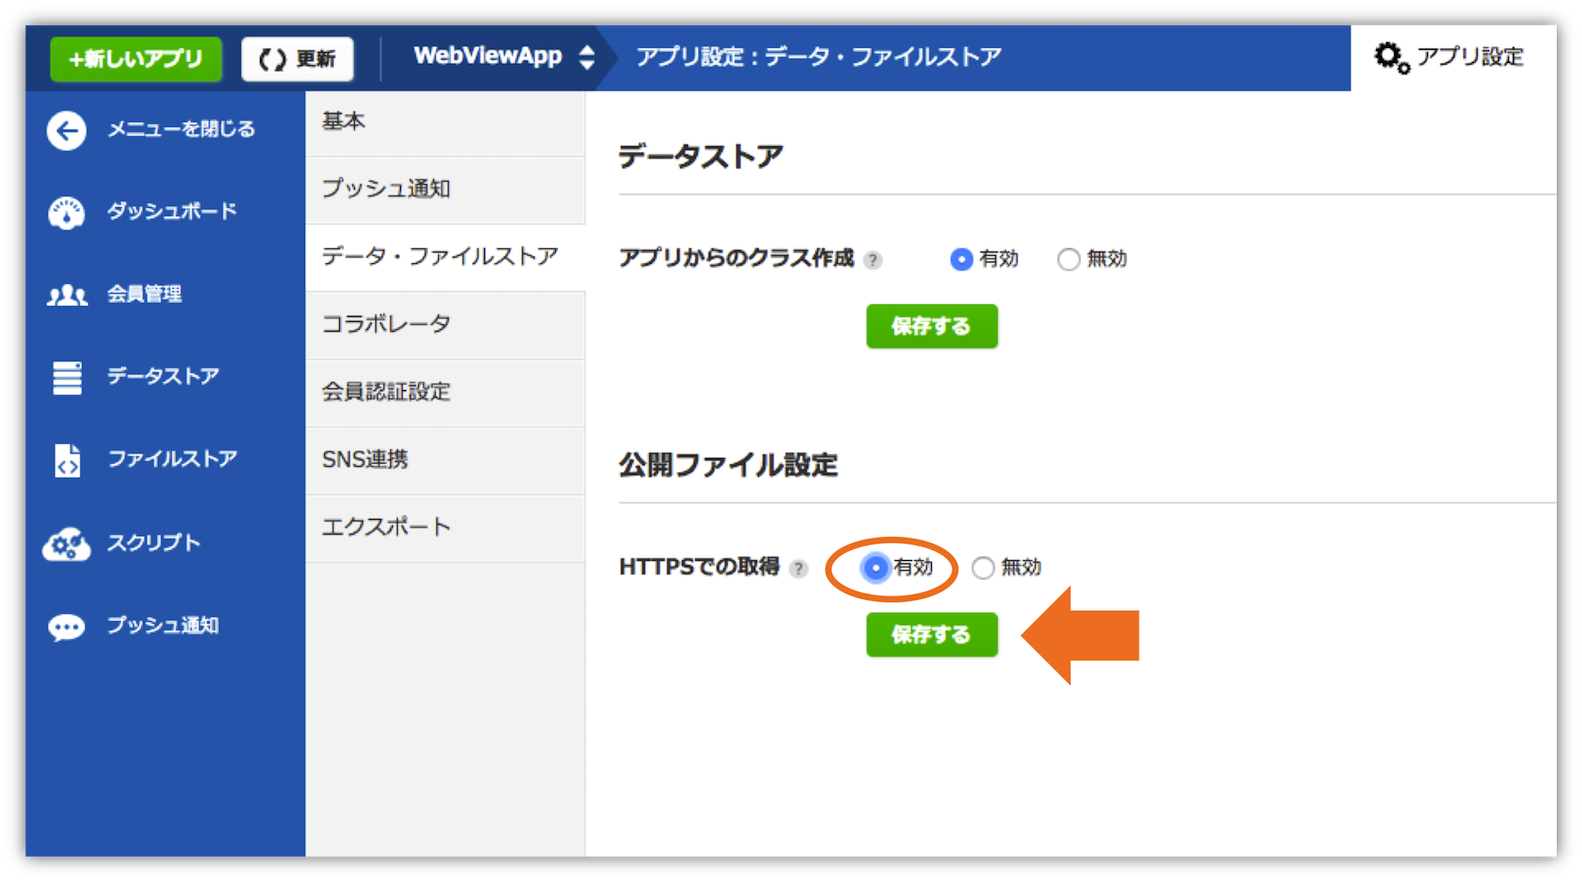 +新しいアプリ
更新
WebViewApp
アプリ設定：データ・ファイルストア
アプリ設定
メニューを閉じる
ダッシュボード
会員管理
データストア
ファイルストア
スクリプト
プッシュ通知
基本
プッシュ通知
データ・ファイルストア
コラボレータ
会員認証設定
SNS連携
エクスポート
データストア
アプリからのクラス作成 ? 有効 無効
保存する
公開ファイル設定
HTTPSでの取得 ? 有効 無効
保存する